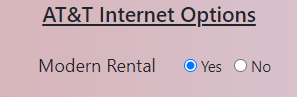 AT&T Internet Options
Modern Rental Yes No